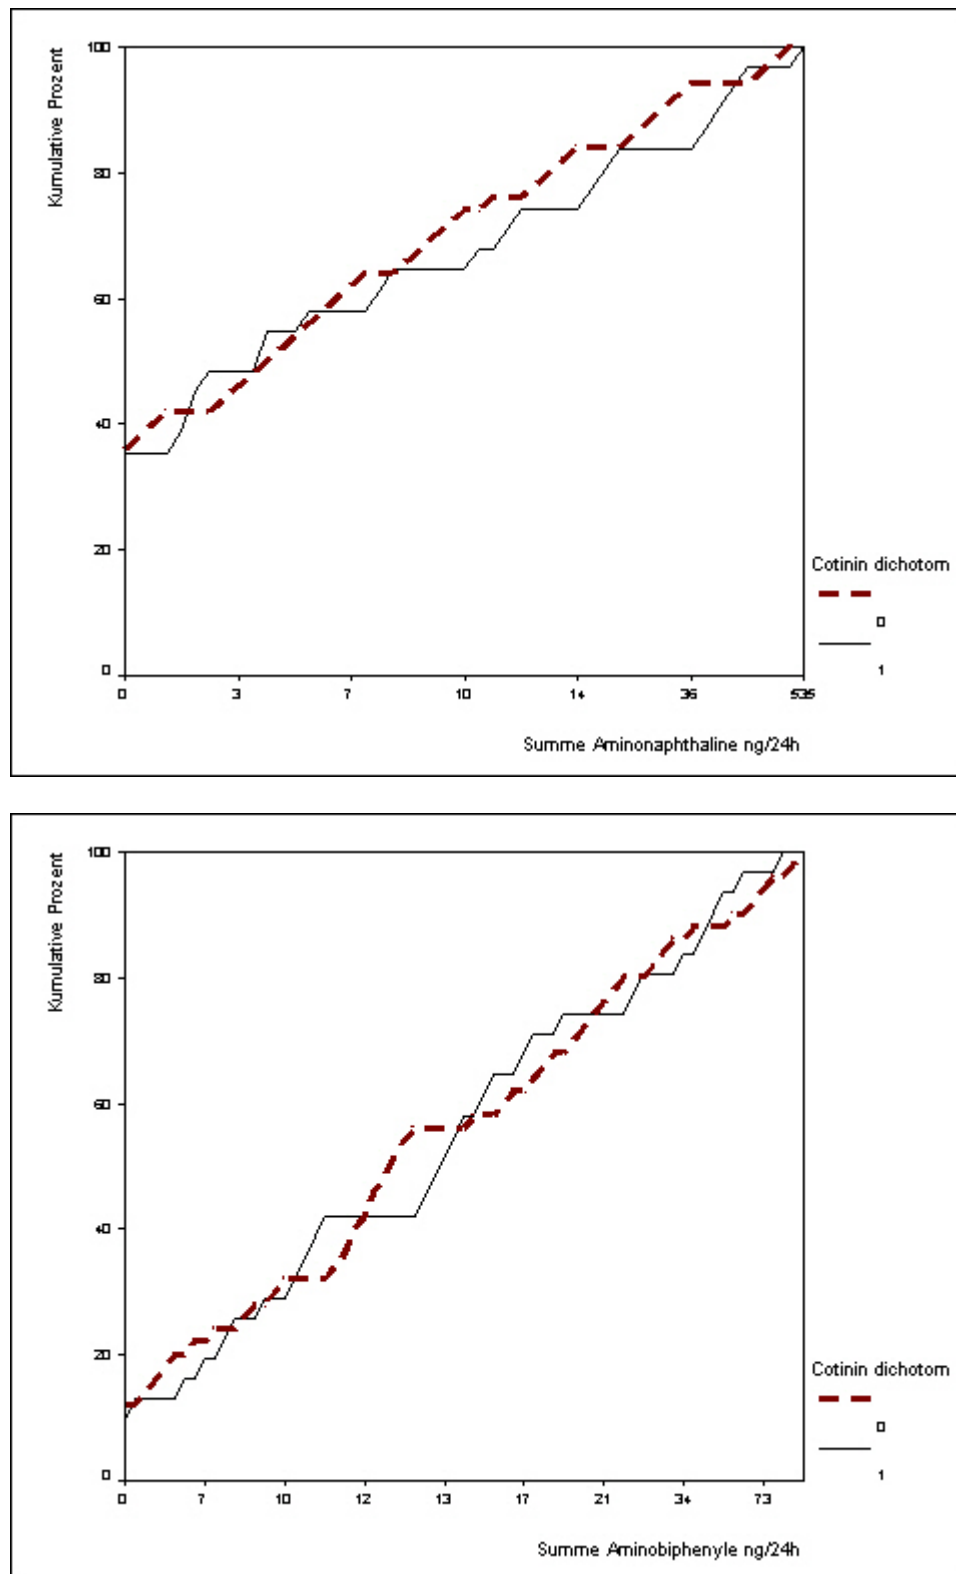 Kumulative Prozent
100
80
60
40
20
0
0 3 7 10 14 36 535
Summe Aminonaphthaline ng/24h
Cotinin dichotom
0
1
Kumulative Prozent
100
80
60
40
20
0
0 7 10 12 13 17 21 34 73
Summe Aminobiphenyle ng/24h
Cotinin dichotom
0
1